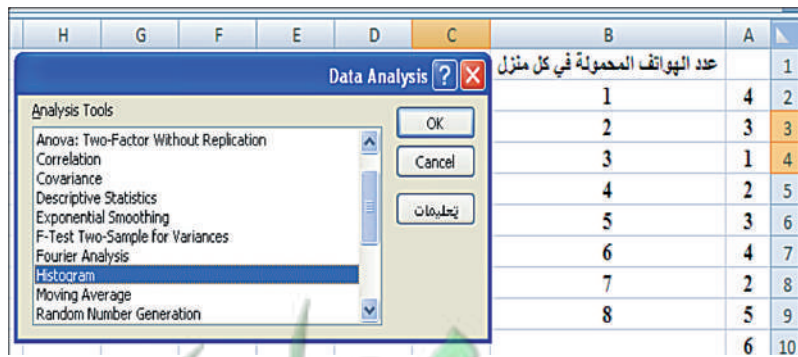 H G F E D C B A
Data Analysis
عدد الهواتف المحمولة في كل منزل 1
Analysis Tools
Anova: Two-Factor Without Replication
Correlation
Covariance
Descriptive Statistics
Exponential Smoothing
F-Test Two-Sample for Variances
Fourier Analysis
Histogram
Moving Average
Random Number Generation
OK
Cancel
تعليمات
1 4 2
2 3 3
3 1 4
4 2 5
5 3 6
6 4 7
7 2 8
8 5 9
6 10